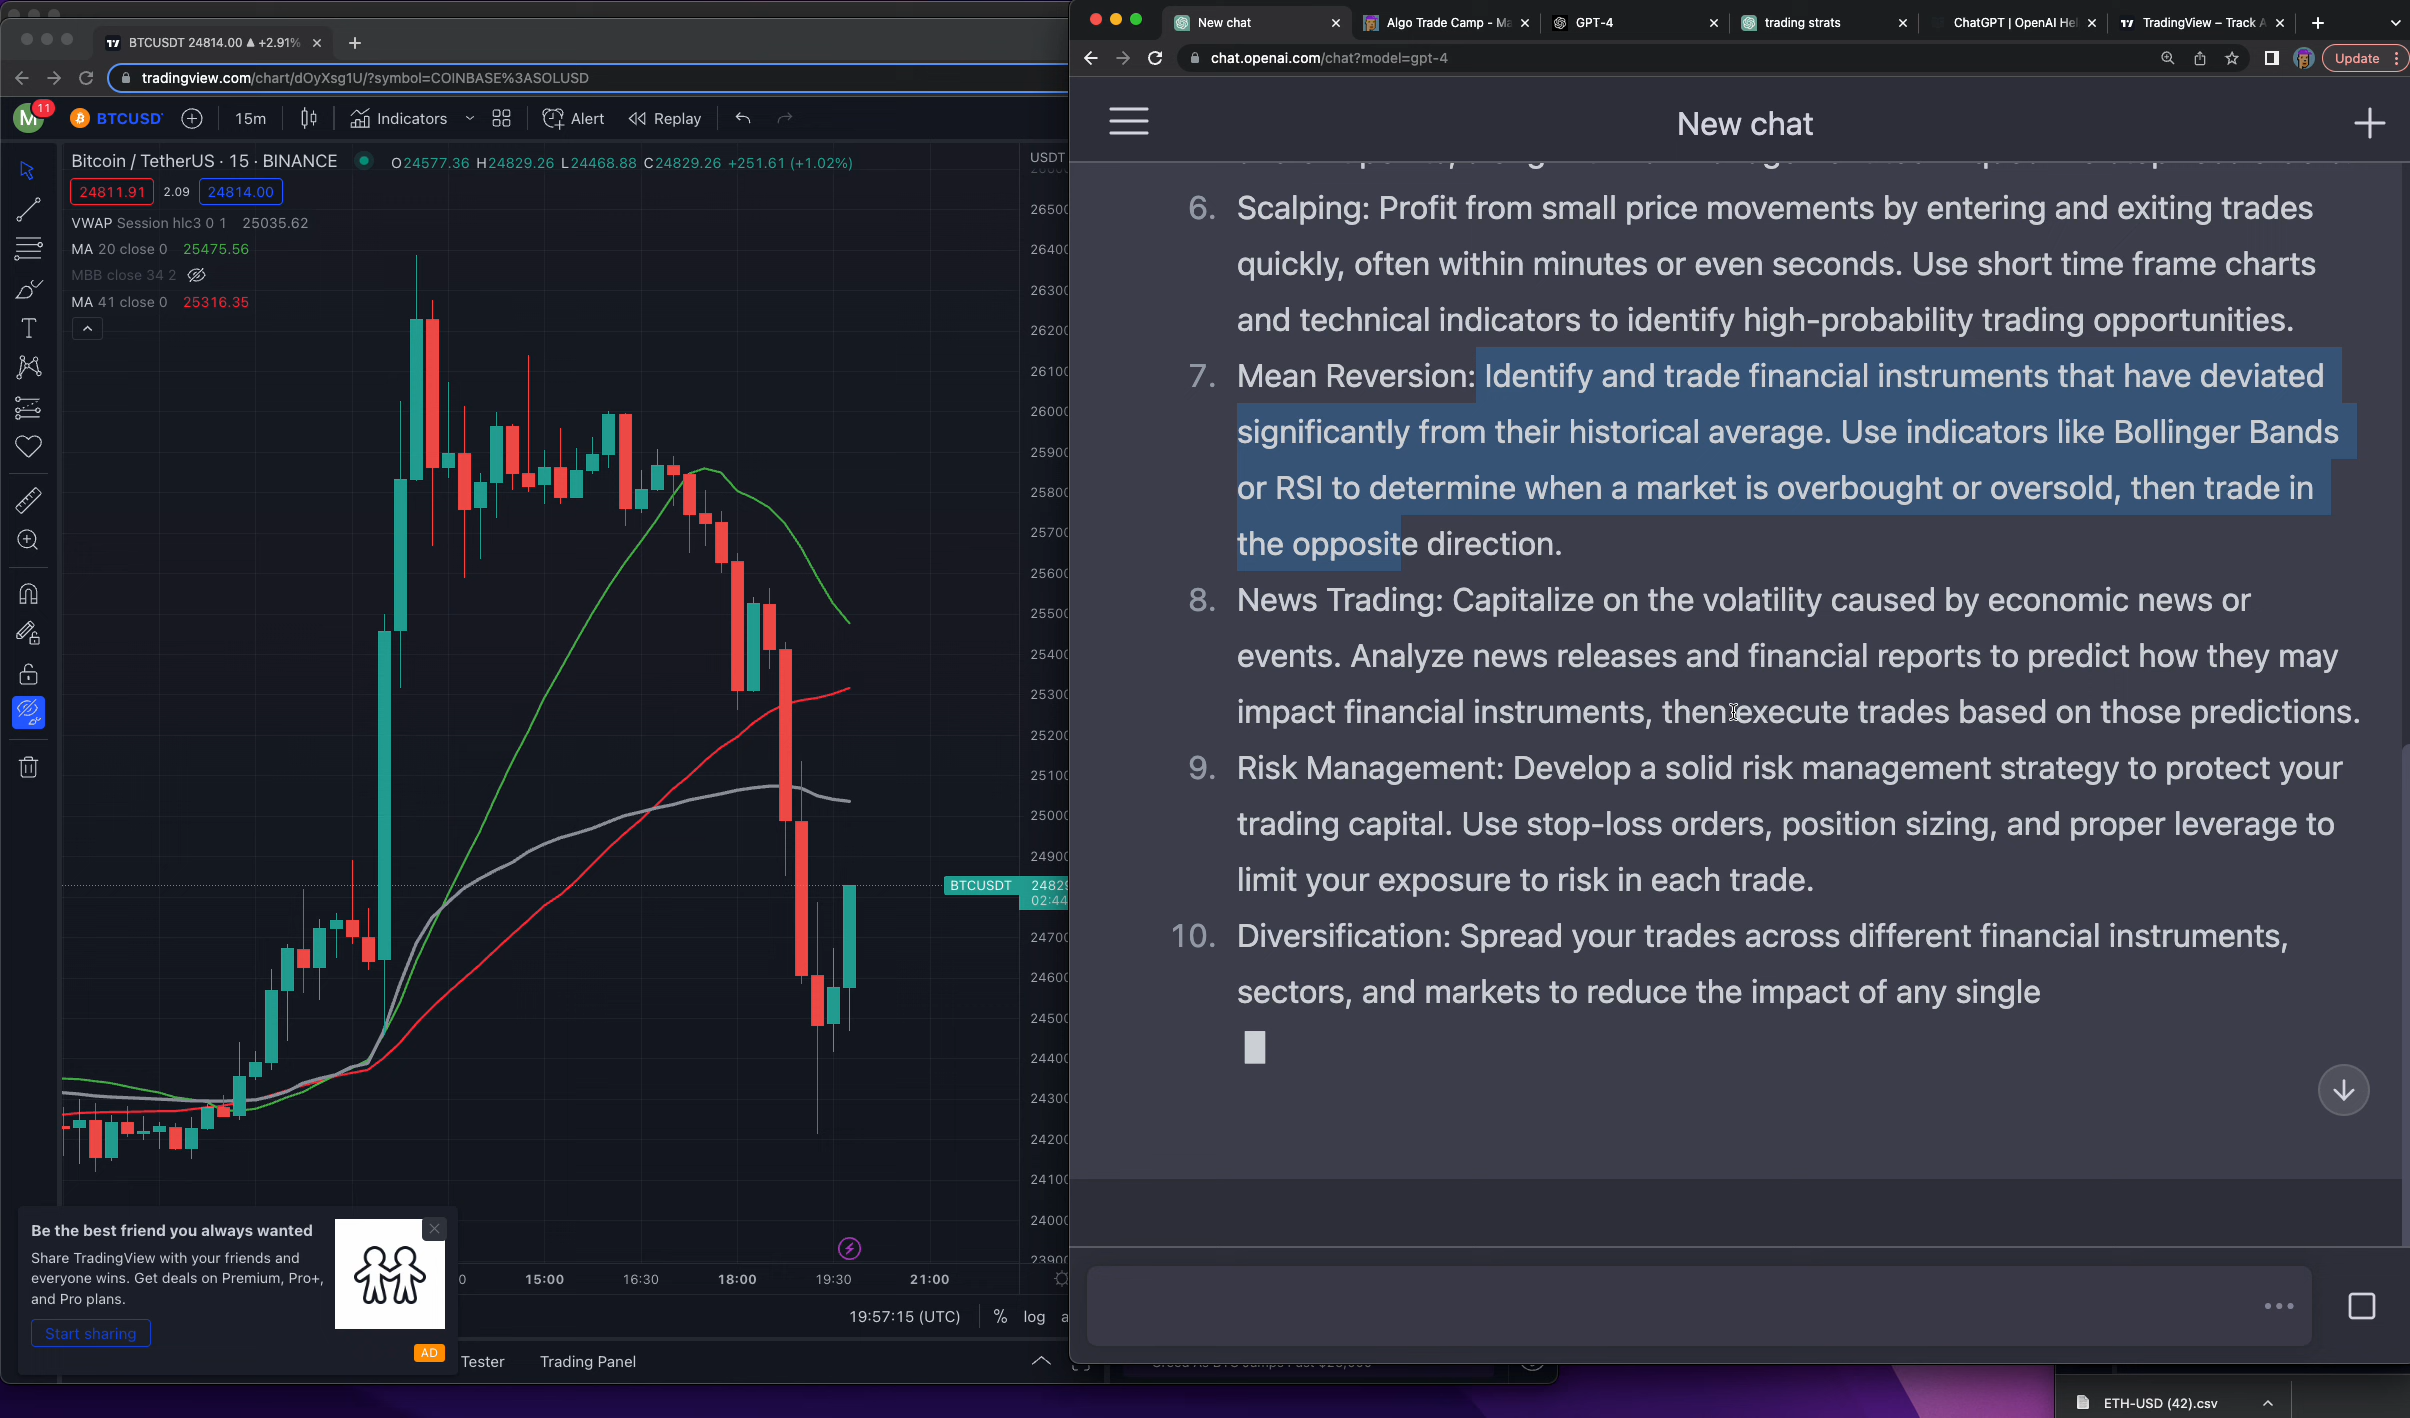 BTCUSDT 24814.00 ▲ +2.91%
tradingview.com/chart/dOyXsg1U/?symbol=COINBASE%3ASOLUSD
M
11
BTCUSD
15m
Indicators
Alert
Replay
Bitcoin / TetherUS · 15 · BINANCE
O24577.36 H24829.26 L24468.88 C24829.26 +251.61 (+1.02%)
USDT
24811.91 2.09 24814.00
VWAP Session hlc3 0 1 25035.62
MA 20 close 0 25475.56
MBB close 34 2
MA 41 close 0 25316.35
BTCUSDT
02:44
15:00 16:30 18:00 19:30 21:00
19:57:15 (UTC) % log
Be the best friend you always wanted
Share TradingView with your friends and
everyone wins. Get deals on Premium, Pro+,
and Pro plans.
Start sharing
AD
Tester
Trading Panel
New chat
Algo Trade Camp -
GPT-4
trading strats
ChatGPT | OpenAI
TradingView – Track
chat.openai.com/chat?model=gpt-4
Update
New chat
6. Scalping: Profit from small price movements by entering and exiting trades
quickly, often within minutes or even seconds. Use short time frame charts
and technical indicators to identify high-probability trading opportunities.
7. Mean Reversion: Identify and trade financial instruments that have deviated
significantly from their historical average. Use indicators like Bollinger Bands
or RSI to determine when a market is overbought or oversold, then trade in
the opposite direction.
8. News Trading: Capitalize on the volatility caused by economic news or
events. Analyze news releases and financial reports to predict how they may
impact financial instruments, then execute trades based on those predictions.
9. Risk Management: Develop a solid risk management strategy to protect your
trading capital. Use stop-loss orders, position sizing, and proper leverage to
limit your exposure to risk in each trade.
10. Diversification: Spread your trades across different financial instruments,
sectors, and markets to reduce the impact of any single
ETH-USD (42).csv